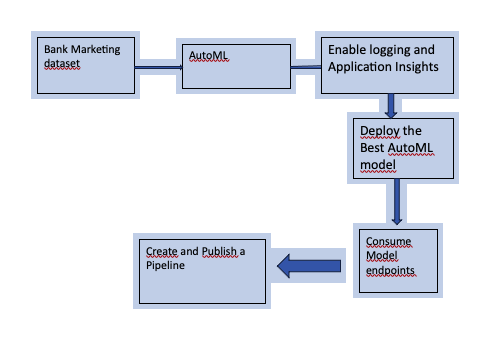 Bank Marketing
dataset
AutoML
Enable logging and
Application Insights
Deploy the
Best AutoML
model
Consume
Model
endpoints
Create and Publish a
Pipeline